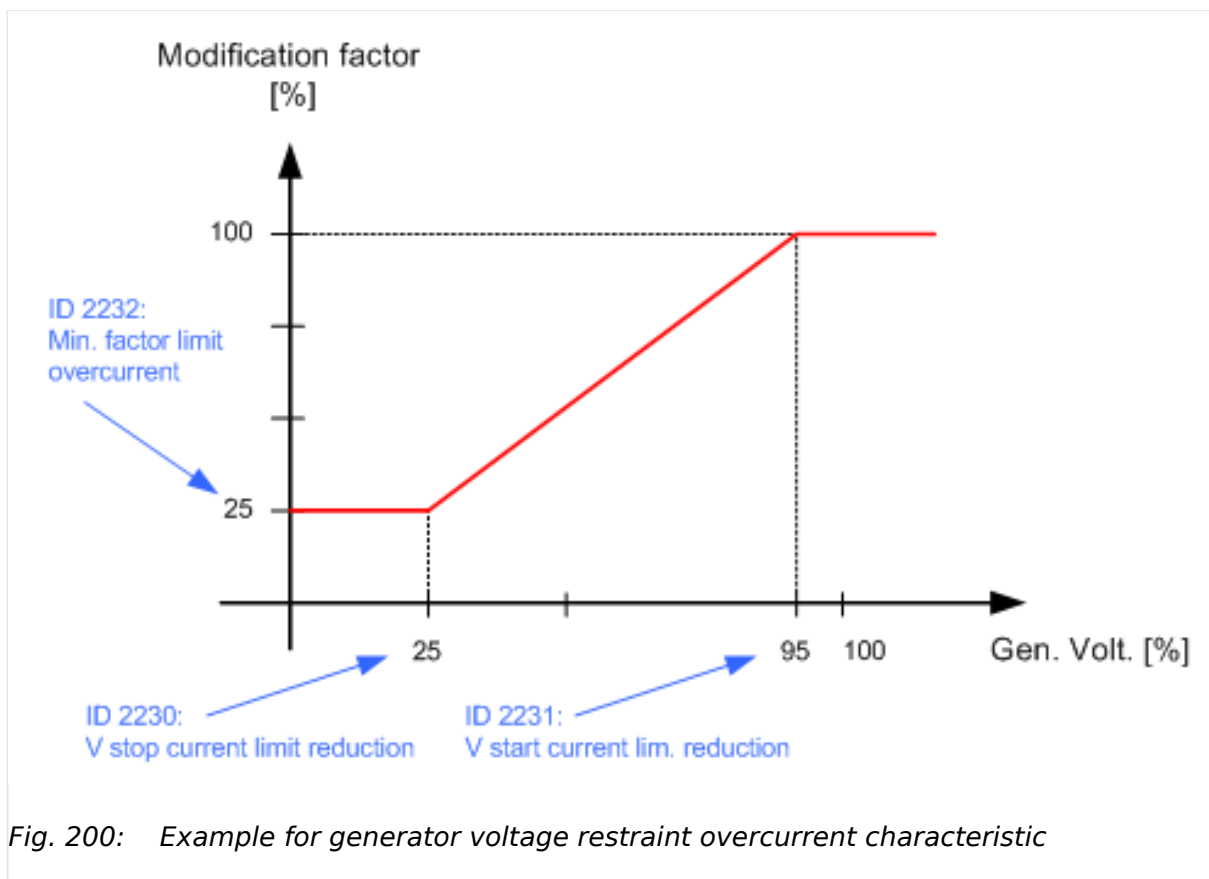 Modification factor
[%]
100
ID 2232:
Min. factor limit
overcurrent
25
25
95
100
Gen. Volt. [%]
ID 2230:
V stop current limit reduction
ID 2231:
V start current lim. reduction
Fig. 200: Example for generator voltage restraint overcurrent characteristic